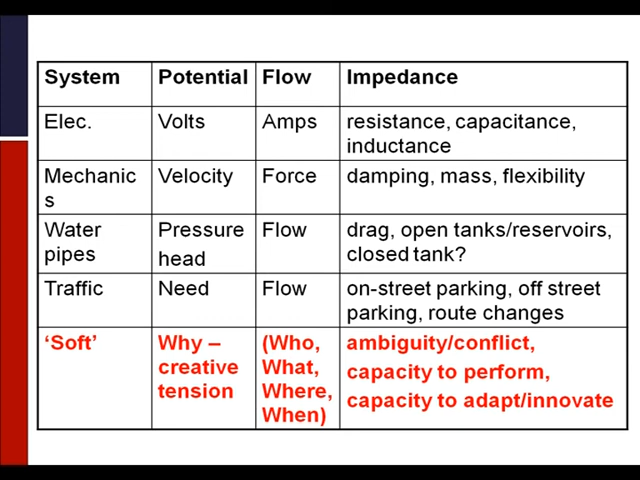 System Potential Flow Impedance
Elec. Volts Amps resistance, capacitance,
inductance
Mechanic Velocity Force damping, mass, flexibility
s
Water Pressure Flow drag, open tanks/reservoirs,
pipes head closed tank?
Traffic Need Flow on-street parking, off street
parking, route changes
‘Soft’ Why – (Who, ambiguity/conflict,
creative What, capacity to perform,
tension Where, capacity to adapt/innovate
When)